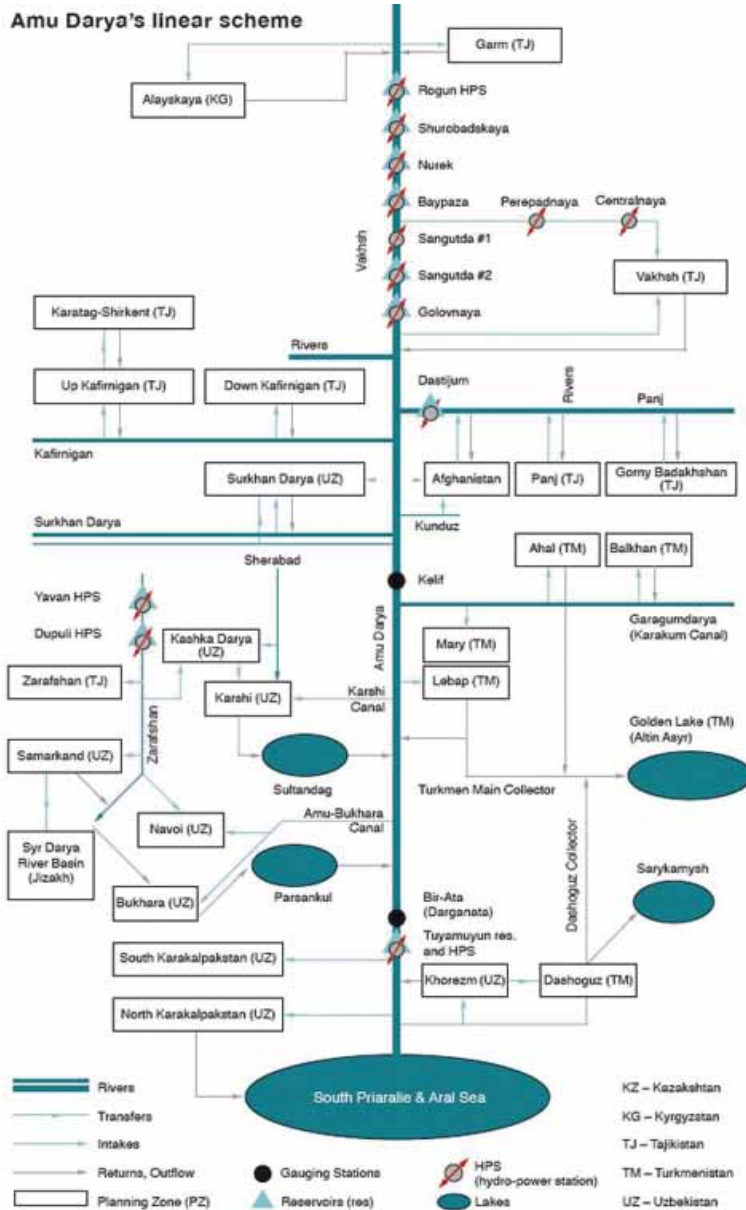 Amu Darya's linear scheme
Garm (TJ)
Alayskaya (KG)
Rogun HPS
Shurobadskaya
Nurek
Baypaza
Perepadnaya
Centralnaya
Sangutda #1
Vakhsh
Sangutda #2
Vakhsh (TJ)
Golovnaya
Karatag-Shirkent (TJ)
Rivers
Up Kafirnigan (TJ)
Down Kafirnigan (TJ)
Dastijum
Rivers
Panj
Kafirnigan
Surkhan Darya (UZ)
Afghanistan
Panj (TJ)
Gorny Badakhshan
(TJ)
Surkhan Darya
Kunduz
Sherabad
Ahal (TM)
Balkhan (TM)
Kelif
Yavan HPS
Garagumdarya
(Karakum Canal)
Dupuli HPS
Kashka Darya
(UZ)
Amu Darya
Mary (TM)
Zarafshan (TJ)
Karshi (UZ)
Karshi
Canal
Lebap (TM)
Zarafshan
Golden Lake (TM)
(Altin Asyr)
Samarkand (UZ)
Sultandag
Turkmen Main Collector
Navoi (UZ)
Amu-Bukhara
Canal
Syr Darya
River Basin
(Jizakh)
Dashoguz Collector
Sarykamysh
Bukhara (UZ)
Parsankul
Bir-Ata
(Darganata)
Tuyamuyun res.
and HPS
South Karakalpakstan (UZ)
Khorezm (UZ)
Dashoguz (TM)
North Karakalpakstan (UZ)
South Priaralie & Aral Sea
Rivers
Transfers
Intakes
Returns, Outflow
Planning Zone (PZ)
Gauging Stations
Reservoirs (res)
HPS
(hydro-power station)
Lakes
KZ – Kazakshtan
KG – Kyrgyzstan
TJ – Tajikistan
TM – Turkmenistan
UZ – Uzbekistan